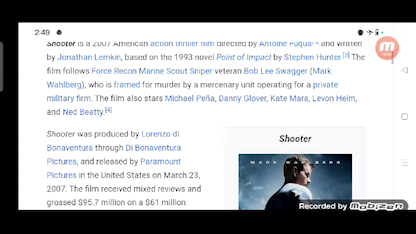 2:49
Shooter is a 2007 American action thriller film directed by Antoine Fuqua[4] and written
by Jonathan Lemkin, based on the 1993 novel Point of Impact by Stephen Hunter.[5] The
film follows Force Recon Marine Scout Sniper veteran Bob Lee Swagger (Mark
Wahlberg), who is framed for murder by a mercenary unit operating for a private
military firm. The film also stars Michael Peña, Danny Glover, Kate Mara, Levon Helm,
and Ned Beatty.[4]
Shooter was produced by Lorenzo di
Bonaventura through Di Bonaventura
Pictures, and released by Paramount
Pictures in the United States on March 23,
2007. The film received mixed reviews and
grossed $95.7 million on a $61 million
Shooter
MARK WAHLBERG
Recorded by Mobizen